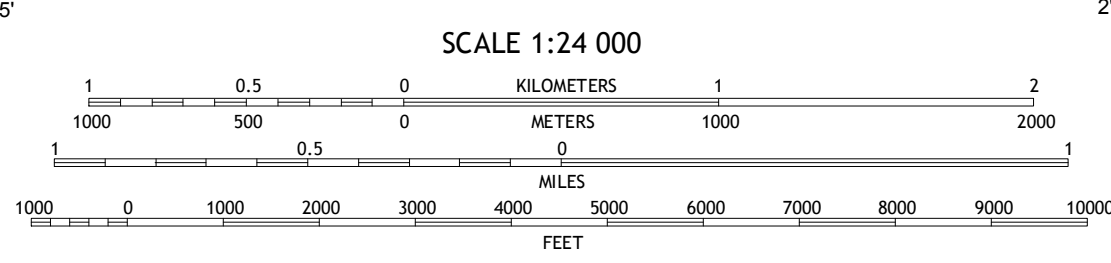 5' 2'
SCALE 1:24 000
1 0.5 0 KILOMETERS 1 2
1000 500 0 METERS 1000 2000
1 0.5 0 1
MILES
1000 0 1000 2000 3000 4000 5000 6000 7000 8000 9000 10000
FEET